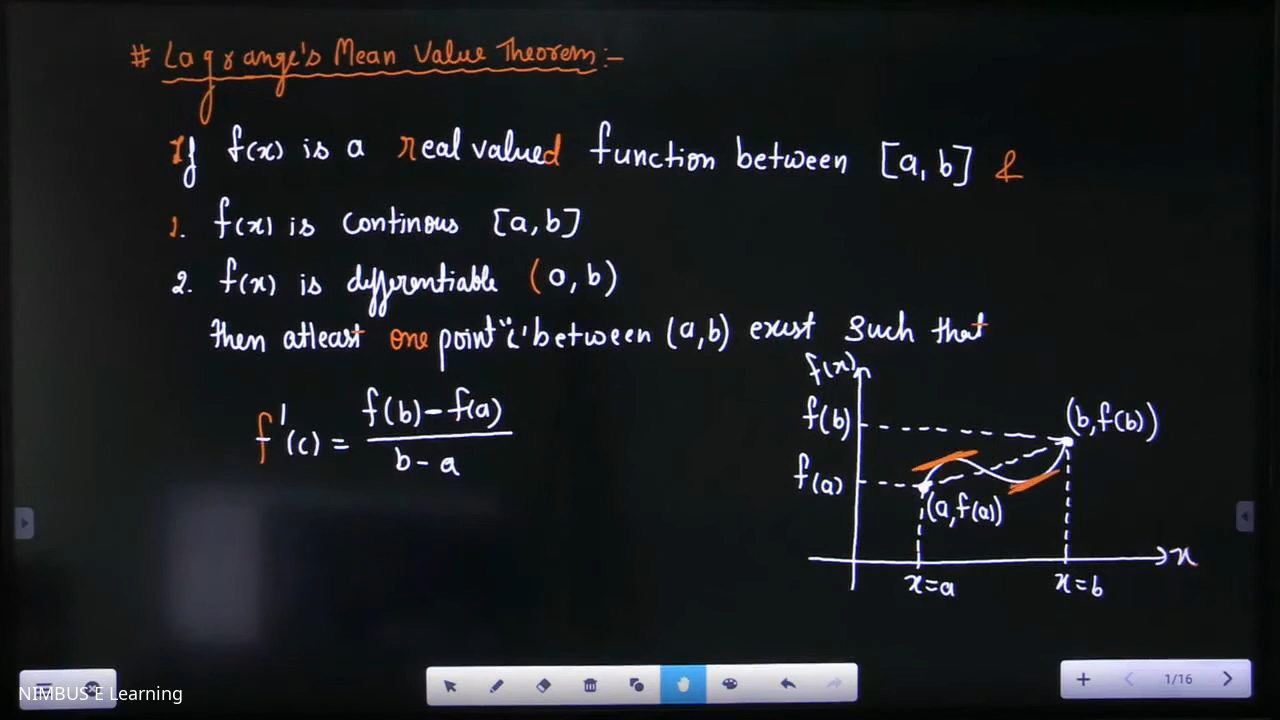 # Lagrange's Mean Value Theorem:-
If f(x) is a real valued function between [a, b] &
1. f(x) is continous [a, b]
2. f(x) is differentiable (0, b)
then atleast one point "c' between (a, b) exist such that
f'(c) = f(b) - f(a) / b - a
f(x)
f(b)
(b, f(b))
f(a)
(a, f(a))
x
x=a
x=b
NIMBUS E Learning
1/16